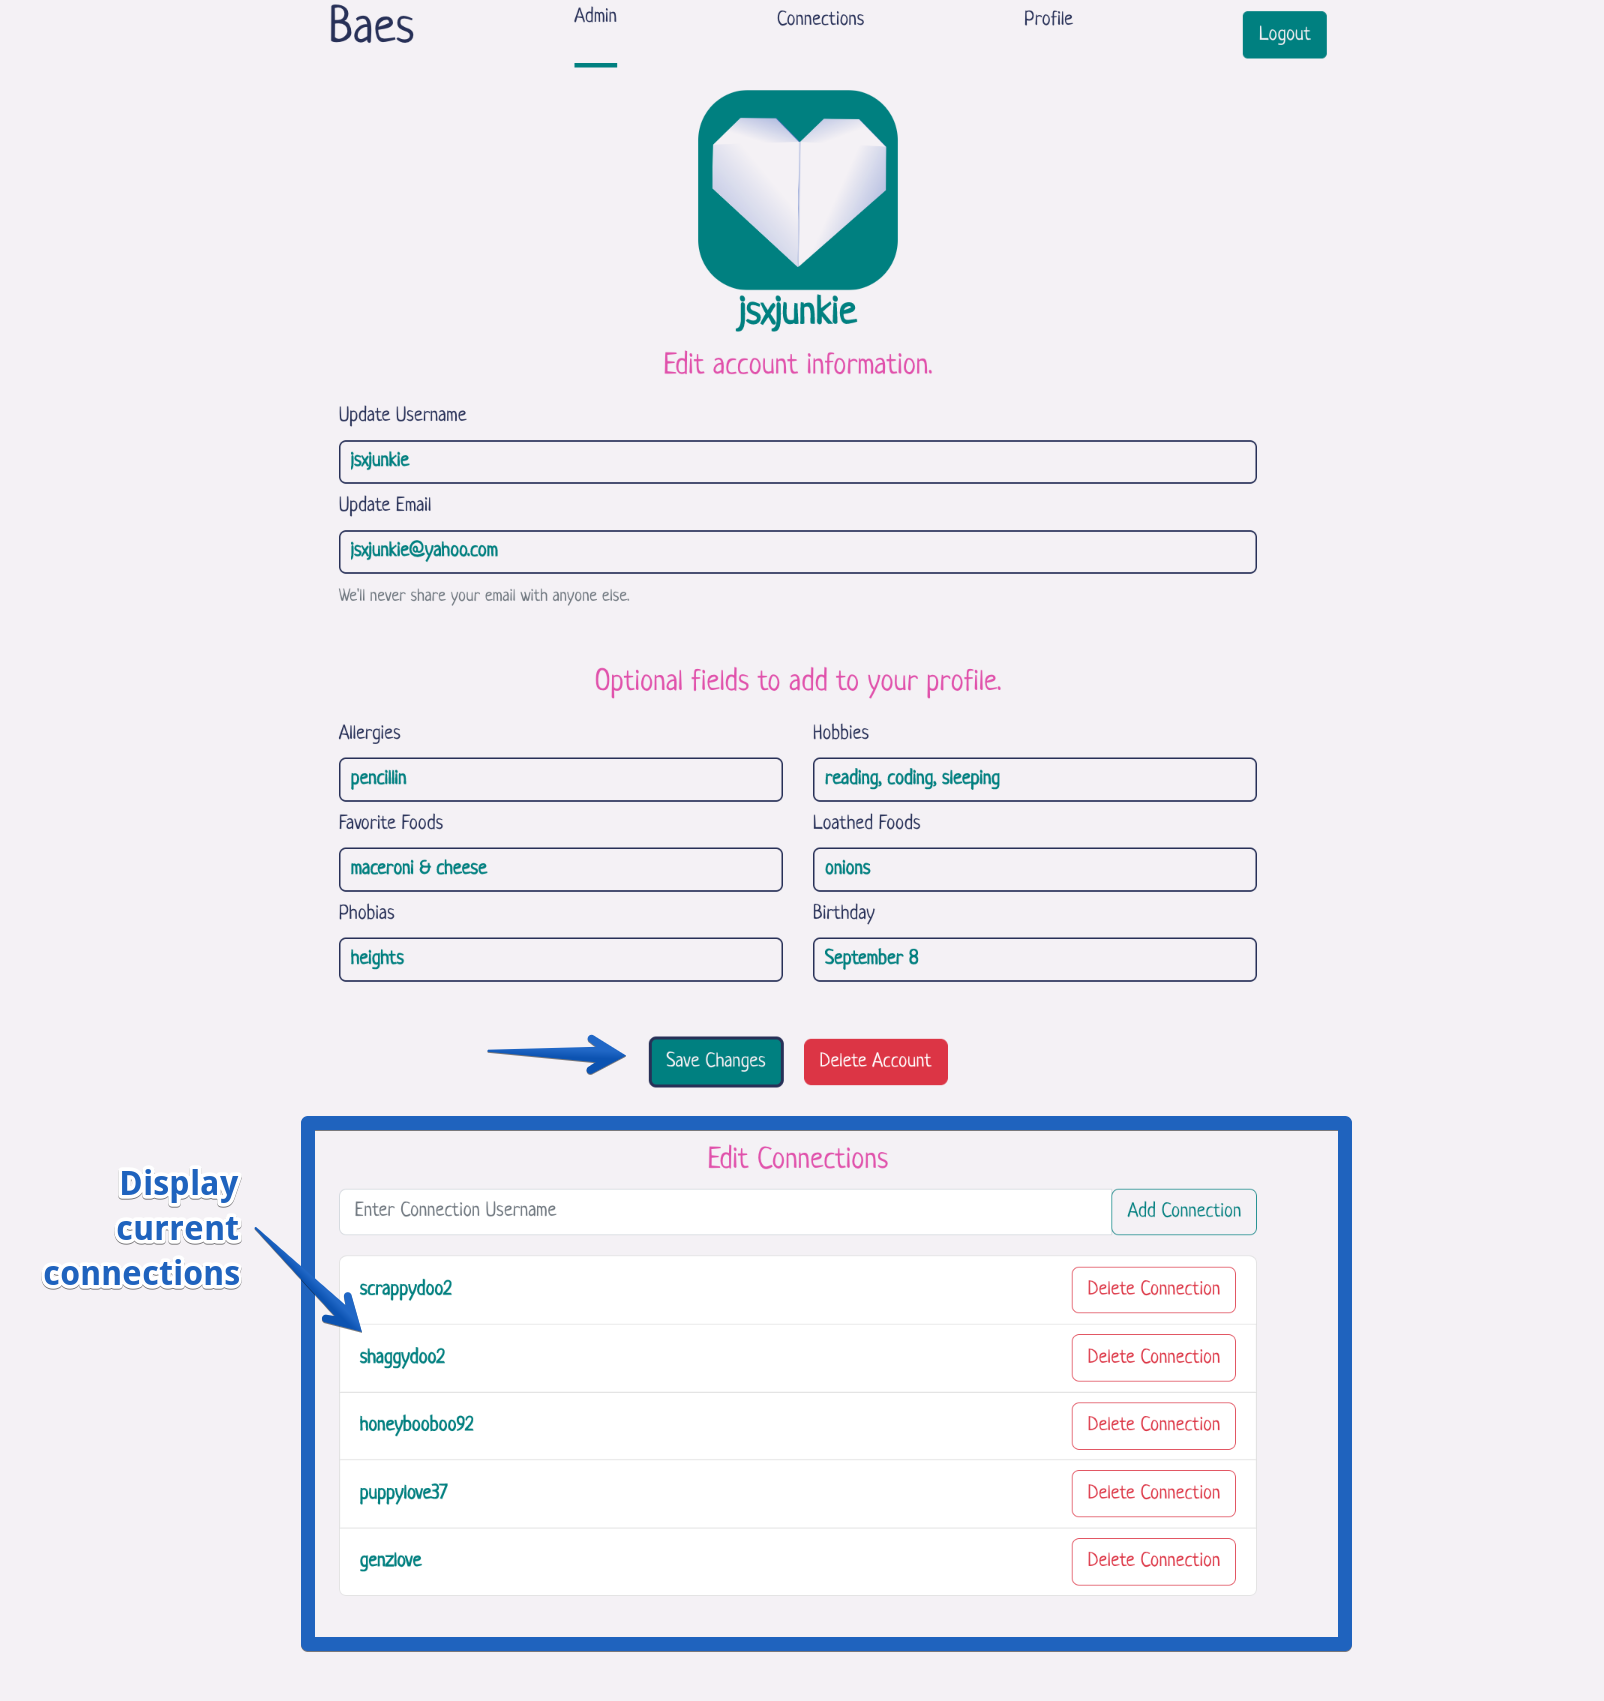 Baes
Admin
Connections
Profile
Logout
jsxjunkie
Edit account information.
Update Username
jsxjunkie
Update Email
jsxjunkie@yahoo.com
We'll never share your email with anyone else.
Optional fields to add to your profile.
Allergies
Hobbies
pencillin
reading, coding, sleeping
Favorite Foods
Loathed Foods
maceroni & cheese
onions
Phobias
Birthday
heights
September 8
Save Changes
Delete Account
Edit Connections
Display
current
connections
Enter Connection Username
Add Connection
scrappydoo2
Delete Connection
shaggydoo2
Delete Connection
honeybooboo92
Delete Connection
puppylove37
Delete Connection
genzlove
Delete Connection